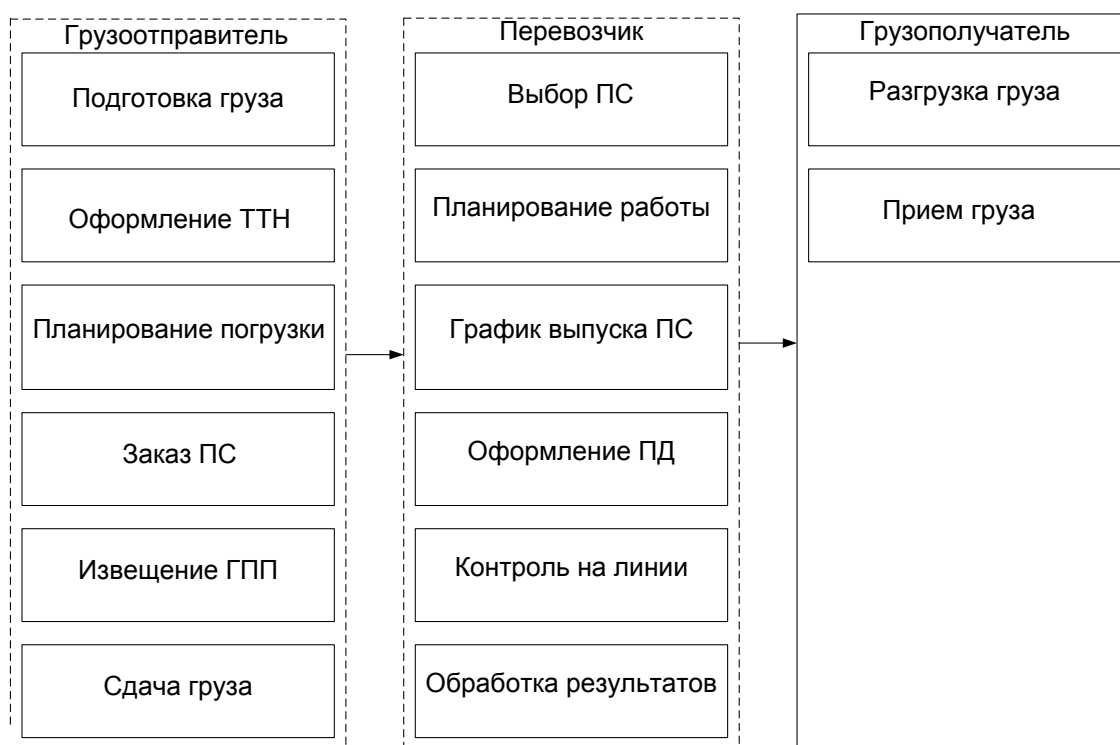 Грузоотправитель
Подготовка груза
Оформление ТТН
Планирование погрузки
Заказ ПС
Извещение ГПП
Сдача груза
Перевозчик
Выбор ПС
Планирование работы
График выпуска ПС
Оформление ПД
Контроль на линии
Обработка результатов
Грузополучатель
Разгрузка груза
Прием груза